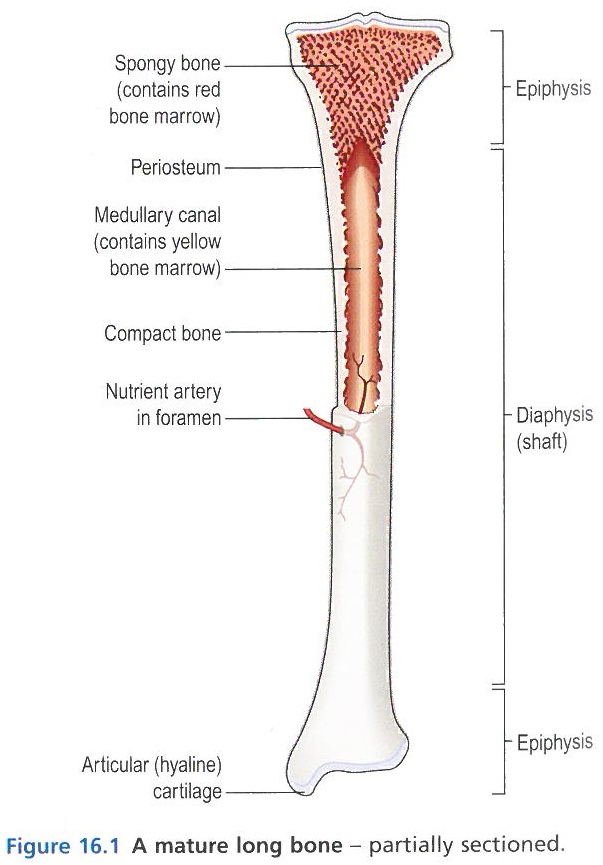 Spongy bone
(contains red
bone marrow)
Epiphysis
Periosteum
Medullary canal
(contains yellow
bone marrow)
Compact bone
Nutrient artery
in foramen
Diaphysis
(shaft)
Epiphysis
Articular (hyaline)
cartilage
Figure 16.1 A mature long bone – partially sectioned.